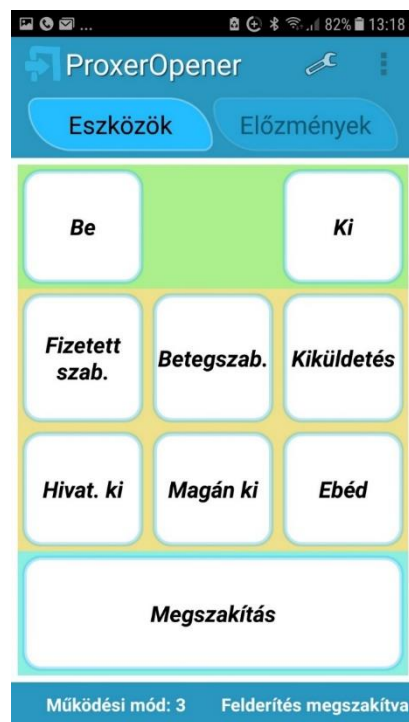 ... 82% 13:18
ProxerOpener
Eszközök Előzmények
Be Ki
Fizetett
szab. Betegszab. Kiküldetés
Hivat. ki Magán ki Ebéd
Megszakítás
Működési mód: 3 Felderítés megszakítva